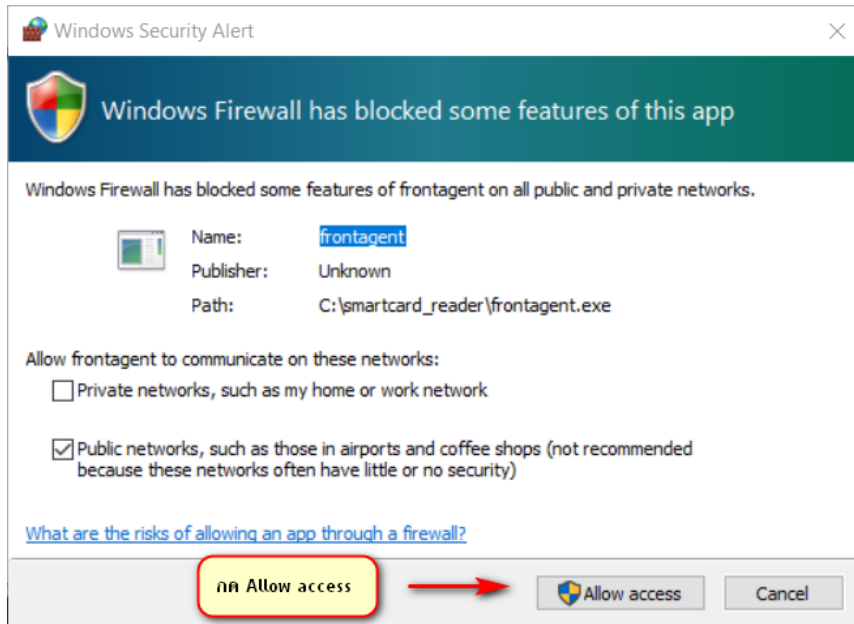 Windows Security Alert
Windows Firewall has blocked some features of this app
Windows Firewall has blocked some features of frontagent on all public and private networks.
Name: frontagent
Publisher: Unknown
Path: C:\smartcard_reader\frontagent.exe
Allow frontagent to communicate on these networks:
Private networks, such as my home or work network
Public networks, such as those in airports and coffee shops (not recommended
because these networks often have little or no security)
What are the risks of allowing an app through a firewall?
กด Allow access
Allow access
Cancel